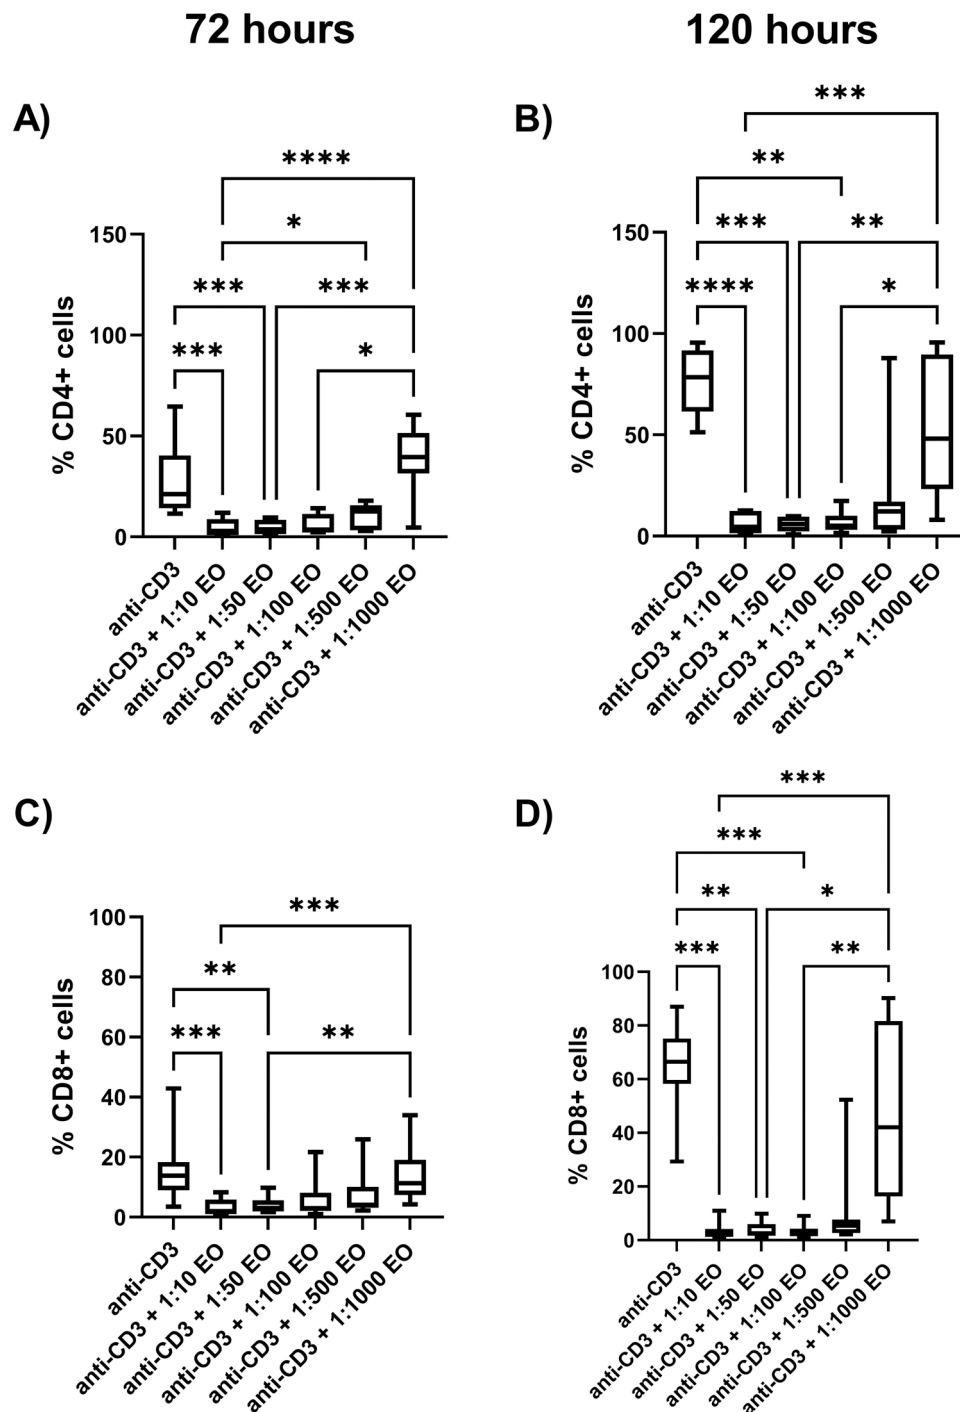 72 hours
120 hours
A)
****
*
***
***
***
*
% CD4+ cells
150
100
50
0
anti-CD3
anti-CD3 + 1:10 EO
anti-CD3 + 1:50 EO
anti-CD3 + 1:100 EO
anti-CD3 + 1:500 EO
anti-CD3 + 1:1000 EO
B)
***
**
***
**
****
*
% CD4+ cells
150
100
50
0
anti-CD3
anti-CD3 + 1:10 EO
anti-CD3 + 1:50 EO
anti-CD3 + 1:100 EO
anti-CD3 + 1:500 EO
anti-CD3 + 1:1000 EO
C)
***
**
***
**
% CD8+ cells
100
80
60
40
20
0
anti-CD3
anti-CD3 + 1:10 EO
anti-CD3 + 1:50 EO
anti-CD3 + 1:100 EO
anti-CD3 + 1:500 EO
anti-CD3 + 1:1000 EO
D)
***
***
**
*
***
**
% CD8+ cells
100
80
60
40
20
0
anti-CD3
anti-CD3 + 1:10 EO
anti-CD3 + 1:50 EO
anti-CD3 + 1:100 EO
anti-CD3 + 1:500 EO
anti-CD3 + 1:1000 EO